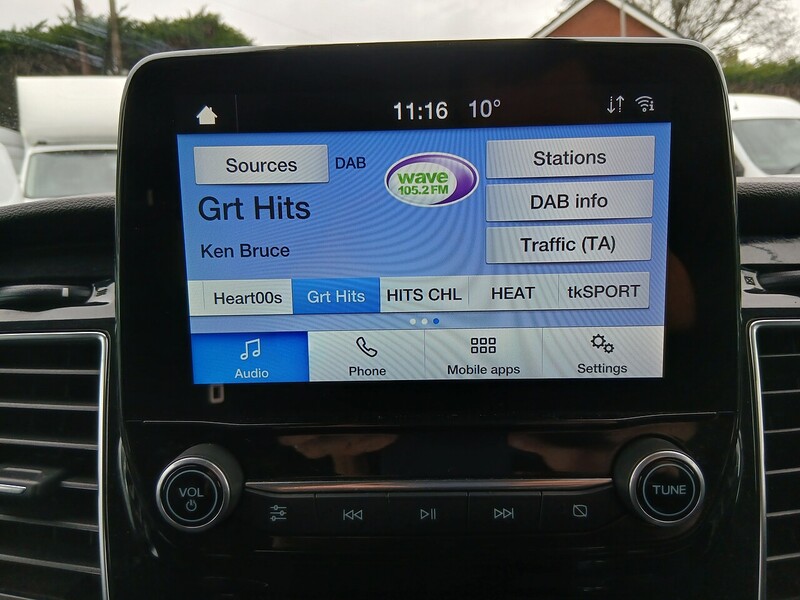 11:16 10°
Sources DAB
wave
105.2 FM
Stations
Grt Hits
DAB info
Ken Bruce
Traffic (TA)
Heart00s Grt Hits HITS CHL HEAT tkSPORT
Audio Phone Mobile apps Settings
VOL
TUNE